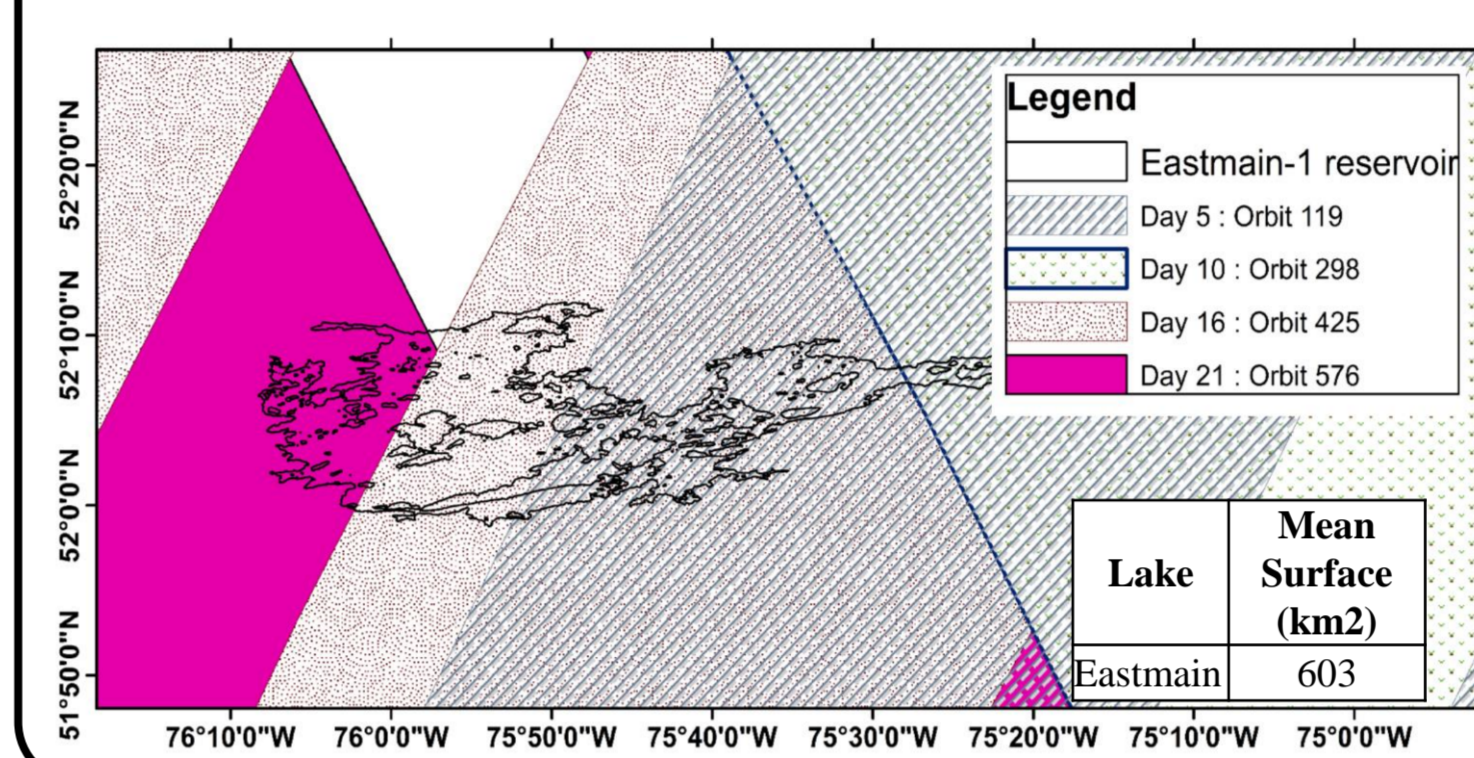 52°20'0"N
52°10'0"N
52°0'0"N
51°50'0"N
Legend
Eastmain-1 reservoir
Day 5 : Orbit 119
Day 10 : Orbit 298
Day 16 : Orbit 425
Day 21 : Orbit 576
Lake
Mean
Surface
(km2)
Eastmain
603
76°10'0"W 76°0'0"W 75°50'0"W 75°40'0"W 75°30'0"W 75°20'0"W 75°10'0"W 75°0'0"W